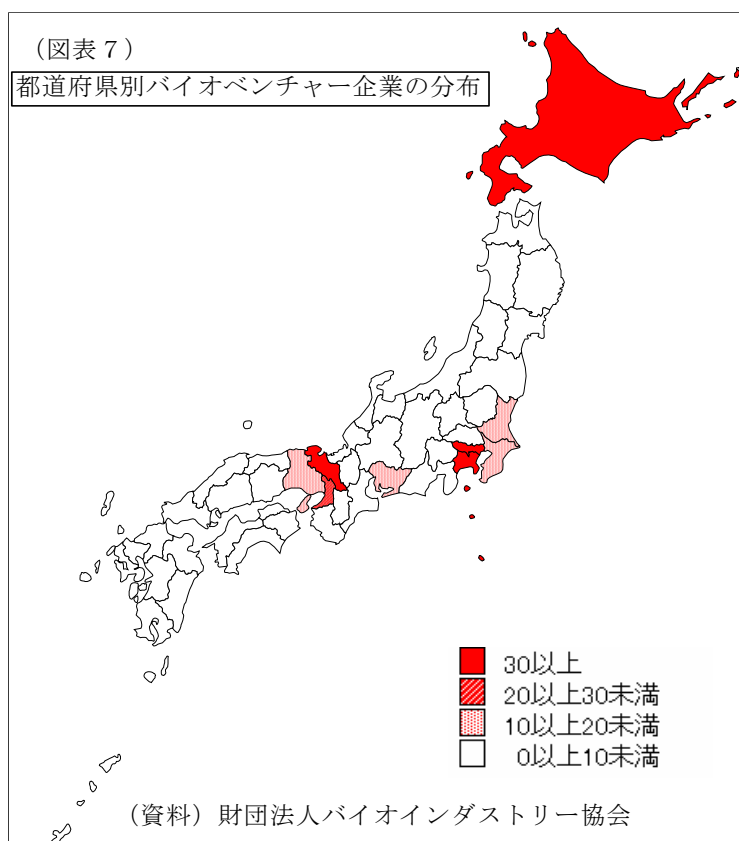 （図表７）
都道府県別バイオベンチャー企業の分布
30以上
20以上30未満
10以上20未満
0以上10未満
（資料）財団法人バイオインダストリー協会